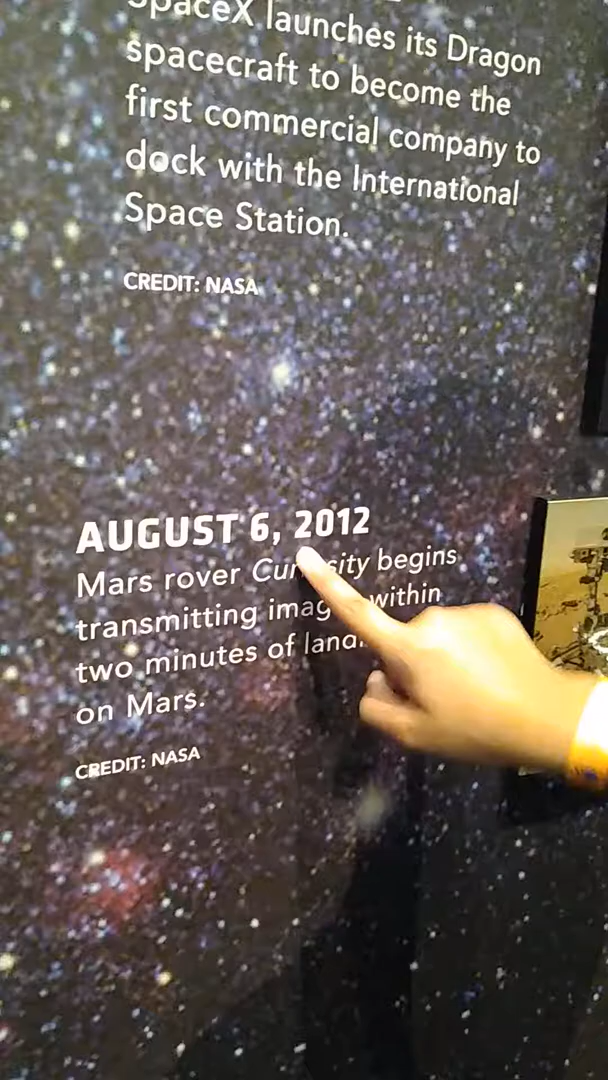 SpaceX launches its Dragon
spacecraft to become the
first commercial company to
dock with the International
Space Station.
CREDIT: NASA
AUGUST 6, 2012
Mars rover Curiosity begins
transmitting within
two minutes of
on Mars.
CREDIT: NASA